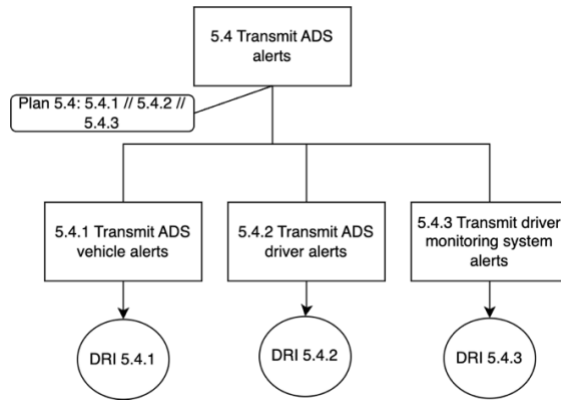 5.4 Transmit ADS
alerts
Plan 5.4: 5.4.1 // 5.4.2 //
5.4.3
5.4.1 Transmit ADS
vehicle alerts
5.4.2 Transmit ADS
driver alerts
5.4.3 Transmit driver
monitoring system
alerts
DRI 5.4.1
DRI 5.4.2
DRI 5.4.3